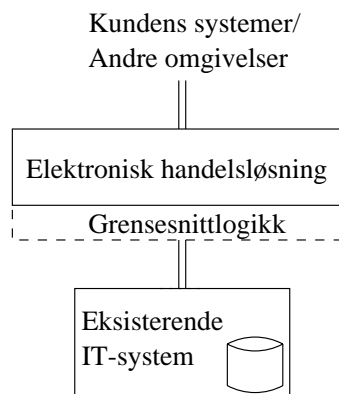 Kundens systemer/
Andre omgivelser
Elektronisk handelsløsning
Grensesnittlogikk
Eksisterende
IT-system